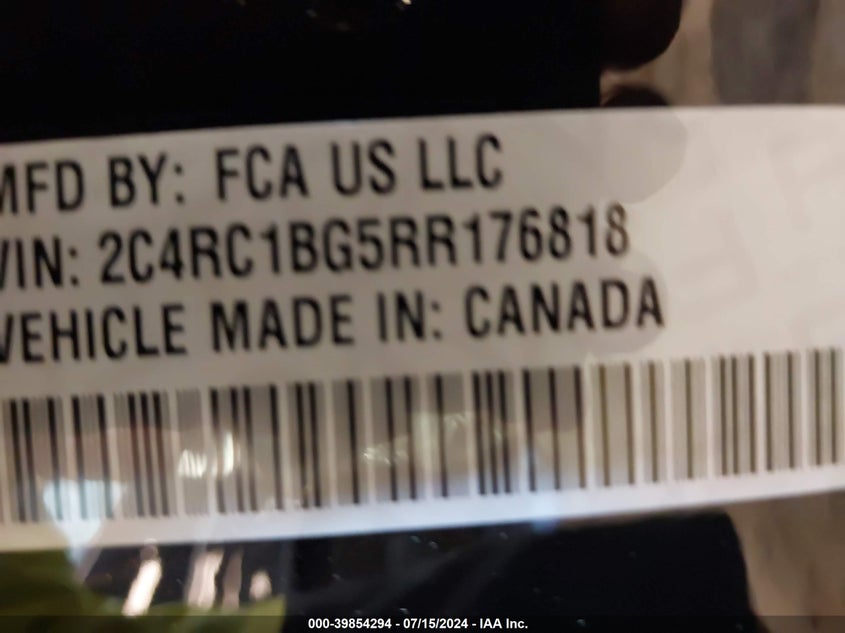 MFD BY: FCA US LLC
VIN: 2C4RC1BG5RR176818
VEHICLE MADE IN: CANADA
000-39854294 - 07/15/2024 - IAA Inc.